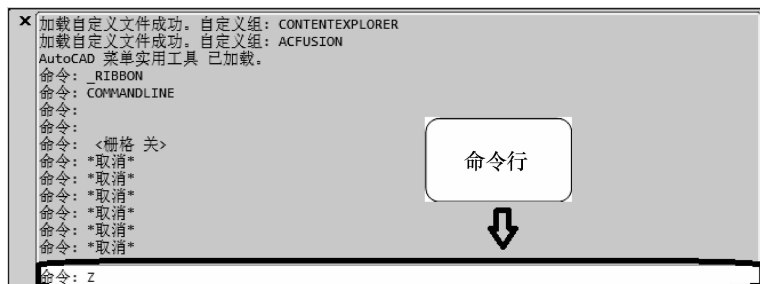 加载自定义文件成功。自定义组: CONTENTEXPLORER
加载自定义文件成功。自定义组: ACFUSION
AutoCAD 菜单实用工具 已加载。
命令: _RIBBON
命令: COMMANDLINE
命令:
命令:
命令: <栅格 关>
命令: *取消*
命令: *取消*
命令: *取消*
命令: *取消*
命令: *取消*
命令: *取消*
命令行
命令: Z